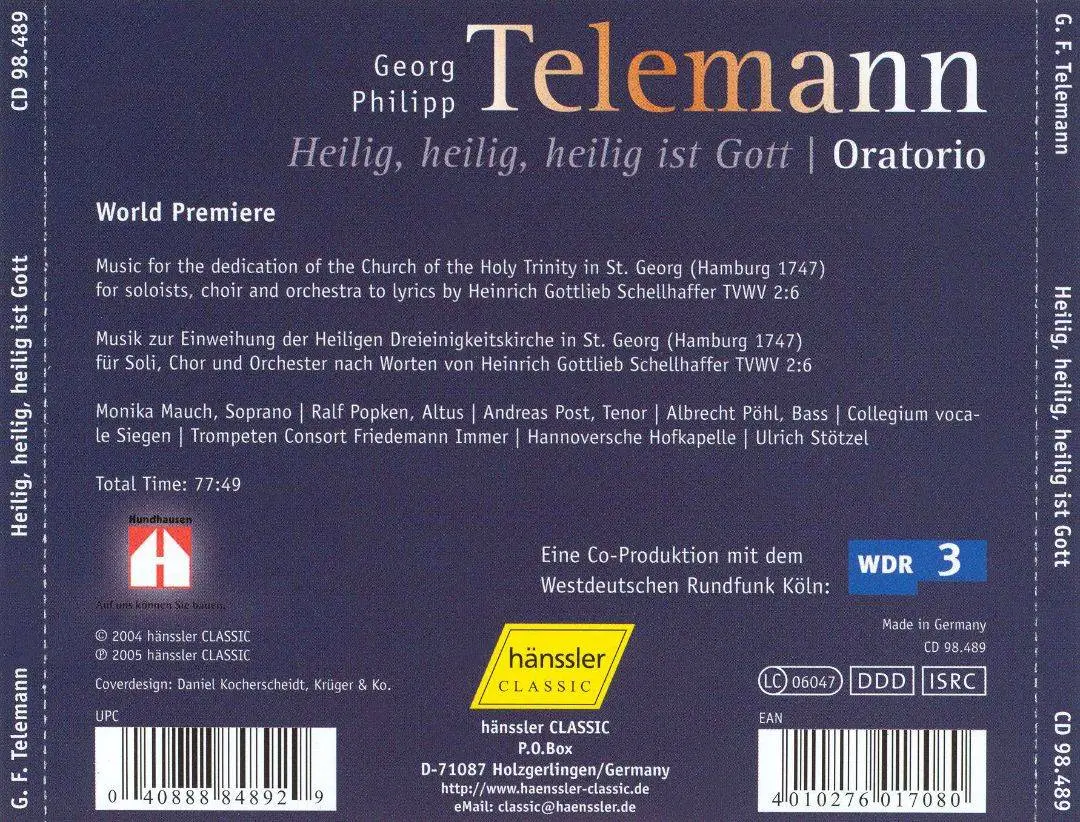 CD 98.489
Heilig, heilig, heilig ist Gott
G. F. Telemann
Georg
Philipp
Telemann
Heilig, heilig, heilig ist Gott | Oratorio
World Premiere
Music for the dedication of the Church of the Holy Trinity in St. Georg (Hamburg 1747)
for soloists, choir and orchestra to lyrics by Heinrich Gottlieb Schellhaffer TVWV 2:6
Musik zur Einweihung der Heiligen Dreieinigkeitskirche in St. Georg (Hamburg 1747)
für Soli, Chor und Orchester nach Worten von Heinrich Gottlieb Schellhaffer TVWV 2:6
Monika Mauch, Soprano | Ralf Popken, Altus | Andreas Post, Tenor | Albrecht Pöhl, Bass | Collegium voca-
le Siegen | Trompeten Consort Friedemann Immer | Hannoversche Hofkapelle | Ulrich Stötzel
Total Time: 77:49
Hundhausen
Auf uns können Sie bauen.
Eine Co-Produktion mit dem
Westdeutschen Rundfunk Köln:
WDR 3
© 2004 hänssler CLASSIC
℗ 2005 hänssler CLASSIC
Coverdesign: Daniel Kocherscheidt, Krüger & Ko.
Made in Germany
CD 98.489
LC 06047
DDD
ISRC
hänssler
CLASSIC
UPC
0 40888 84892 9
hänssler CLASSIC
P.O.Box
D-71087 Holzgerlingen/Germany
http://www.haenssler-classic.de
eMail: classic@haenssler.de
EAN
4 010276 017080
G. F. Telemann
Heilig, heilig, heilig ist Gott
CD 98.489